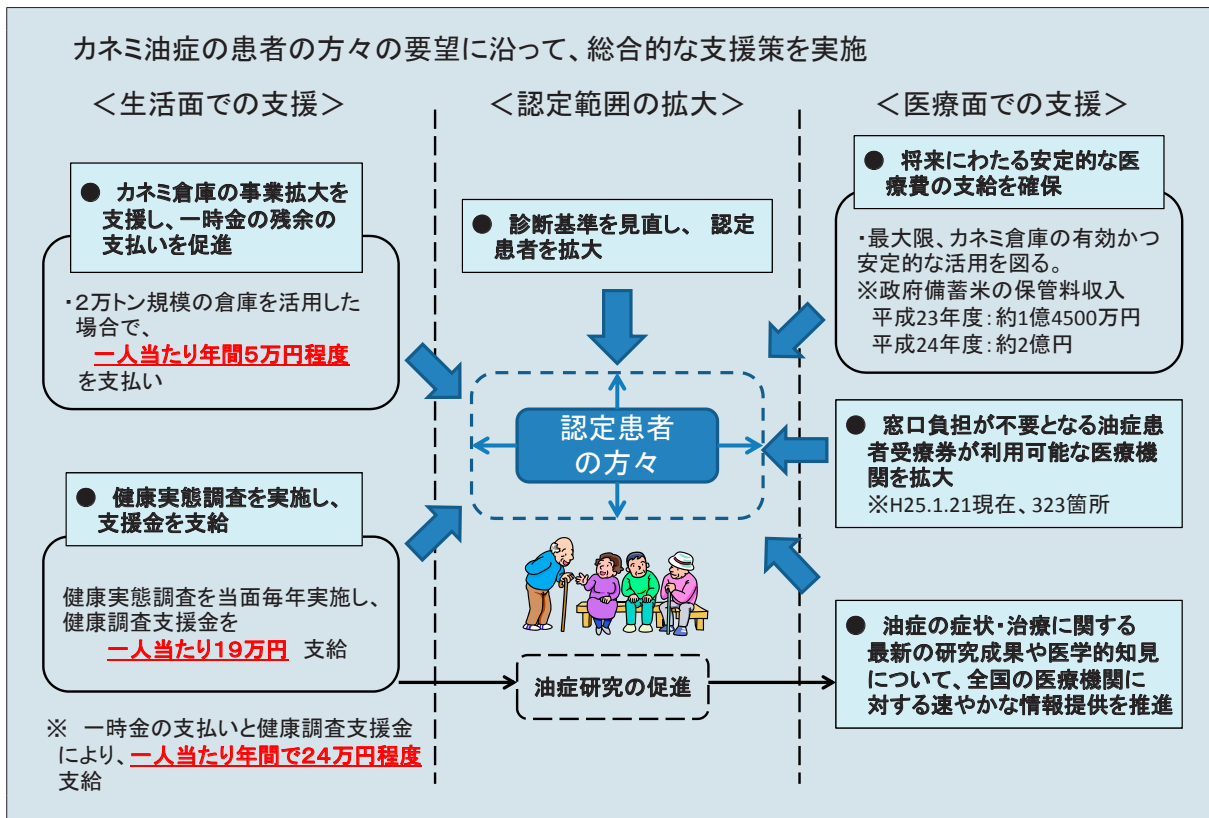 カネミ油症の患者の方々の要望に沿って、総合的な支援策を実施
＜生活面での支援＞
● カネミ倉庫の事業拡大を
支援し、一時金の残余の
支払いを促進
・２万トン規模の倉庫を活用した
場合で、
一人当たり年間５万円程度
を支払い
● 健康実態調査を実施し、
支援金を支給
健康実態調査を当面毎年実施し、
健康調査支援金を
一人当たり１９万円 支給
※ 一時金の支払いと健康調査支援金
により、一人当たり年間で２４万円程度
支給
＜認定範囲の拡大＞
● 診断基準を見直し、 認定
患者を拡大
認定患者
の方々
油症研究の促進
＜医療面での支援＞
● 将来にわたる安定的な医
療費の支給を確保
・最大限、カネミ倉庫の有効かつ
安定的な活用を図る。
※政府備蓄米の保管料収入
平成23年度：約1億4500万円
平成24年度：約2億円
● 窓口負担が不要となる油症患
者受療券が利用可能な医療機
関を拡大
※H25.1.21現在、323箇所
● 油症の症状・治療に関する
最新の研究成果や医学的知見
について、全国の医療機関に
対する速やかな情報提供を推進